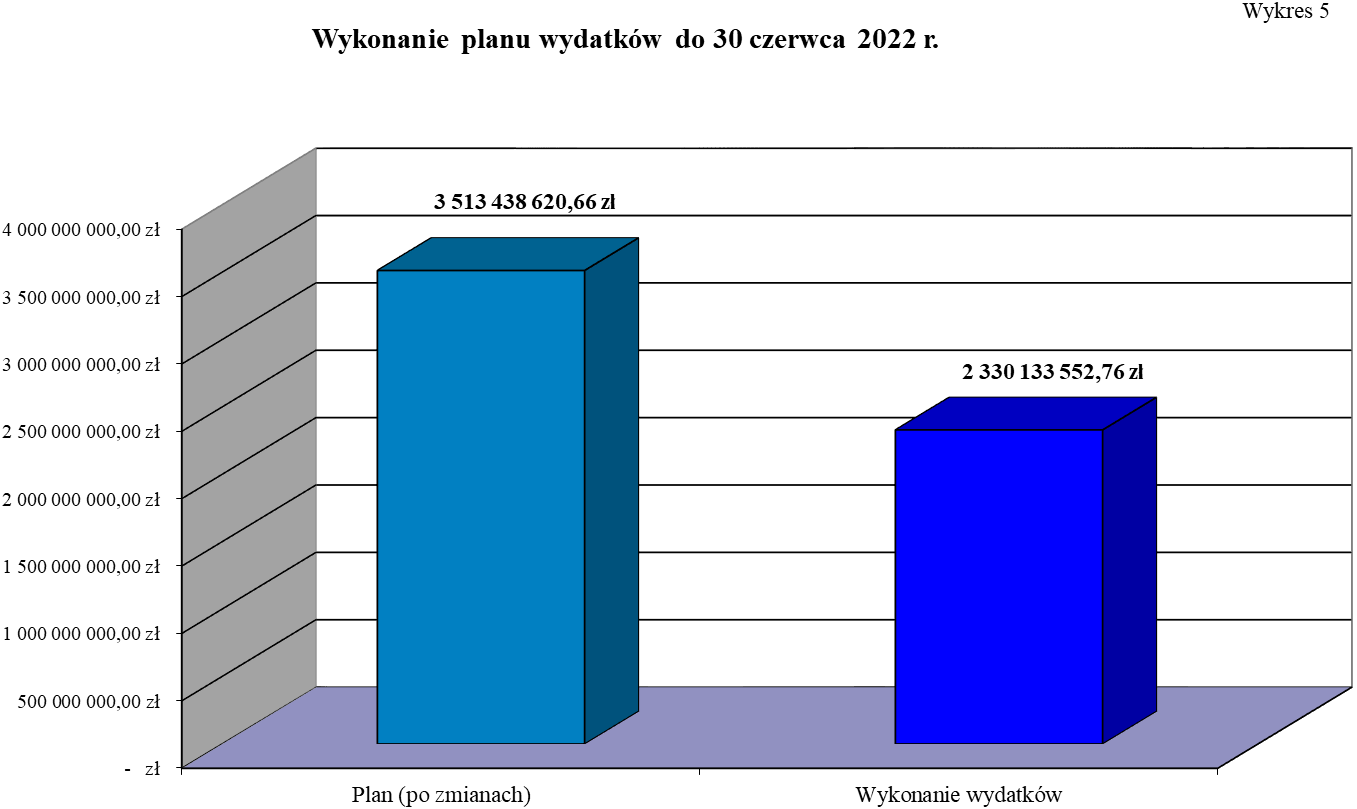 Wykres 5
Wykonanie planu wydatków do 30 czerwca 2022 r.
3 513 438 620,66 zł
4 000 000 000,00 zł
3 500 000 000,00 zł
3 000 000 000,00 zł
2 330 133 552,76 zł
2 500 000 000,00 zł
2 000 000 000,00 zł
1 500 000 000,00 zł
1 000 000 000,00 zł
500 000 000,00 zł
- zł
Plan (po zmianach)
Wykonanie wydatków